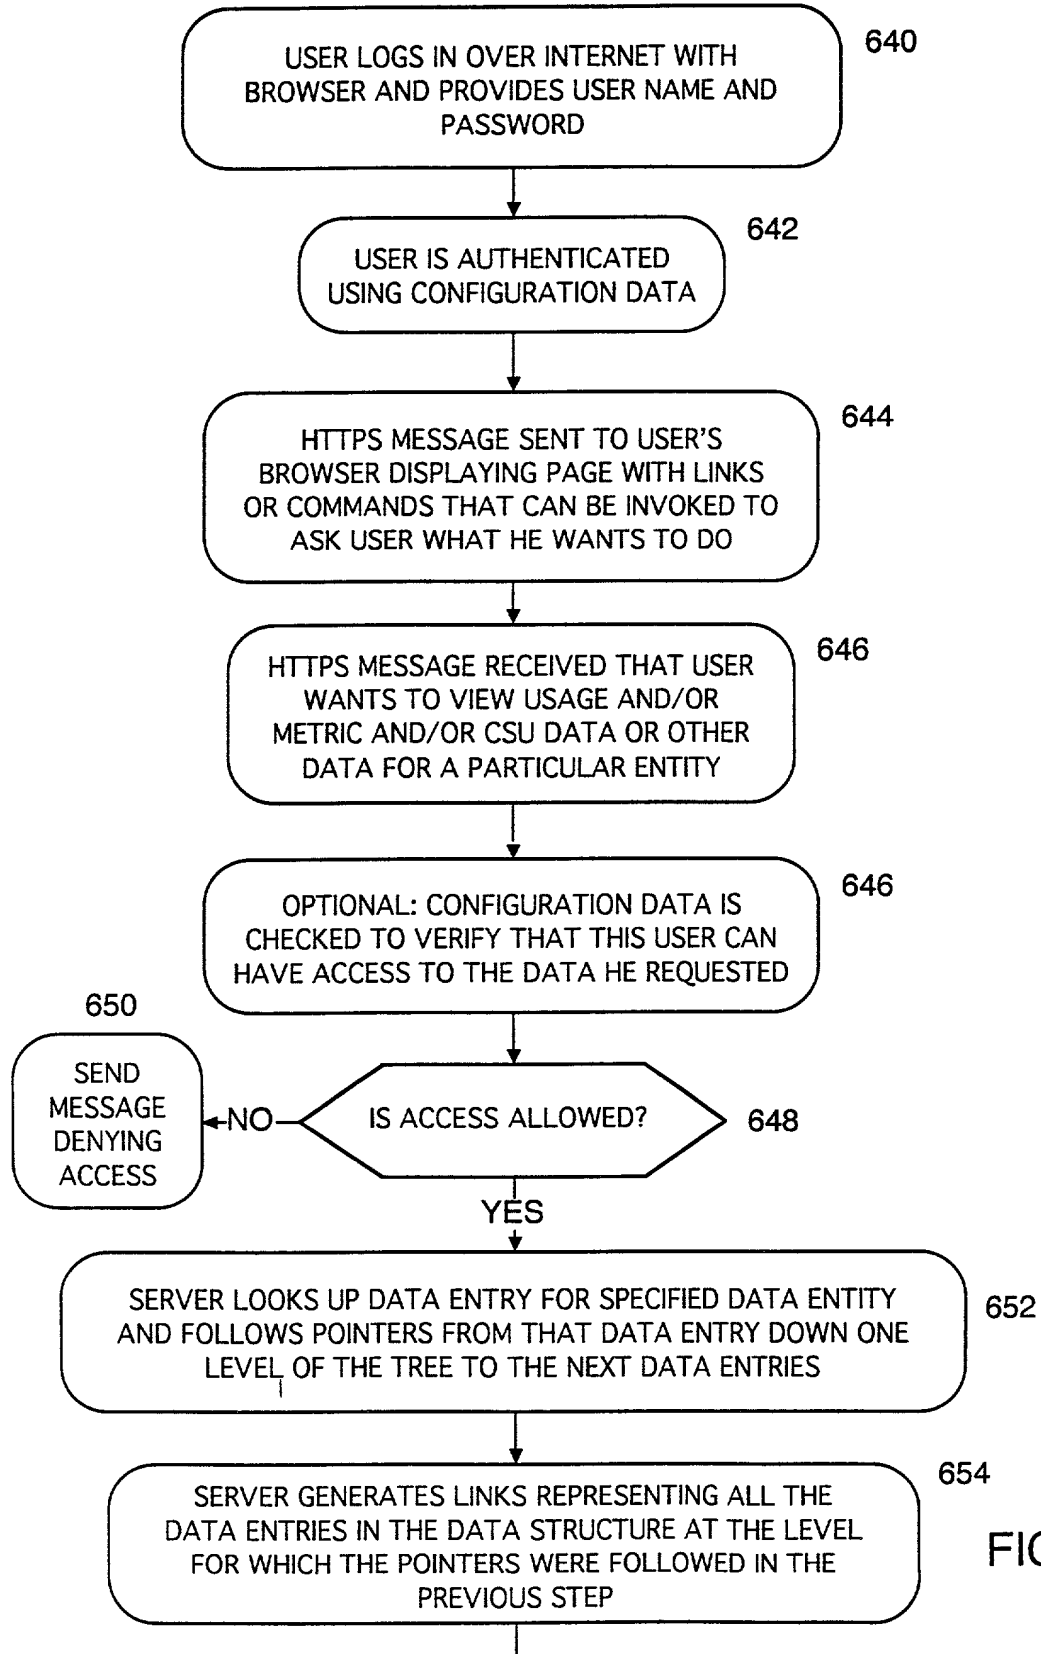 USER LOGS IN OVER INTERNET WITH
BROWSER AND PROVIDES USER NAME AND
PASSWORD
640
USER IS AUTHENTICATED
USING CONFIGURATION DATA
642
HTTPS MESSAGE SENT TO USER'S
BROWSER DISPLAYING PAGE WITH LINKS
OR COMMANDS THAT CAN BE INVOKED TO
ASK USER WHAT HE WANTS TO DO
644
HTTPS MESSAGE RECEIVED THAT USER
WANTS TO VIEW USAGE AND/OR
METRIC AND/OR CSU DATA OR OTHER
DATA FOR A PARTICULAR ENTITY
646
OPTIONAL: CONFIGURATION DATA IS
CHECKED TO VERIFY THAT THIS USER CAN
HAVE ACCESS TO THE DATA HE REQUESTED
646
650
SEND
MESSAGE
DENYING
ACCESS
NO
IS ACCESS ALLOWED?
648
YES
SERVER LOOKS UP DATA ENTRY FOR SPECIFIED DATA ENTITY
AND FOLLOWS POINTERS FROM THAT DATA ENTRY DOWN ONE
LEVEL OF THE TREE TO THE NEXT DATA ENTRIES
652
SERVER GENERATES LINKS REPRESENTING ALL THE
DATA ENTRIES IN THE DATA STRUCTURE AT THE LEVEL
FOR WHICH THE POINTERS WERE FOLLOWED IN THE
PREVIOUS STEP
654